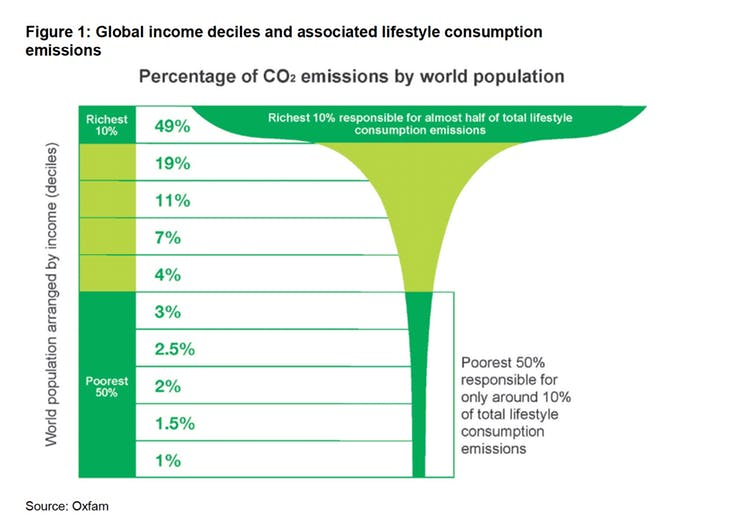 Figure 1: Global income deciles and associated lifestyle consumption
emissions
Percentage of CO₂ emissions by world population
World population arranged by income (deciles)
Richest
10%
49%
Richest 10% responsible for almost half of total lifestyle
consumption emissions
19%
11%
7%
4%
3%
2.5%
Poorest
50%
2%
1.5%
1%
Poorest 50%
responsible for
only around 10%
of total lifestyle
consumption
emissions
Source: Oxfam